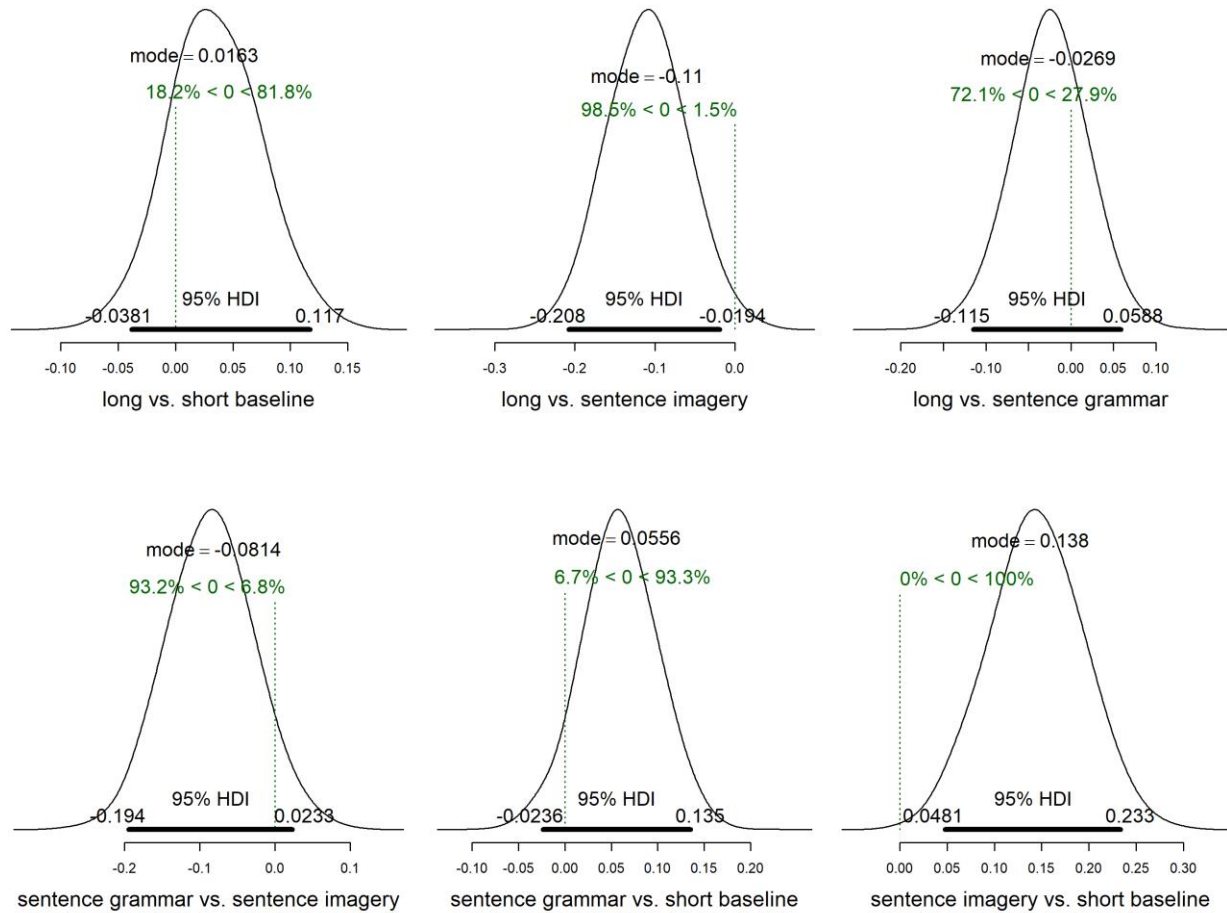 mode = 0.0163
18.2% < 0 < 81.8%
95% HDI
-0.0381 0.117
-0.10 -0.05 0.00 0.05 0.10 0.15
long vs. short baseline
mode = -0.11
98.5% < 0 < 1.5%
95% HDI
-0.208 -0.0194
-0.3 -0.2 -0.1 0.0
long vs. sentence imagery
mode = -0.0269
72.1% < 0 < 27.9%
95% HDI
-0.115 0.0588
-0.20 -0.10 0.00 0.10
long vs. sentence grammar
mode = -0.0814
93.2% < 0 < 6.8%
95% HDI
-0.194 0.0233
-0.2 -0.1 0.0 0.1
sentence grammar vs. sentence imagery
mode = 0.0556
6.7% < 0 < 93.3%
95% HDI
-0.0236 0.135
-0.10 -0.05 0.00 0.05 0.10 0.15 0.20
sentence grammar vs. short baseline
mode = 0.138
0% < 0 < 100%
95% HDI
0.0481 0.233
0.00 0.05 0.10 0.15 0.20 0.25 0.30
sentence imagery vs. short baseline